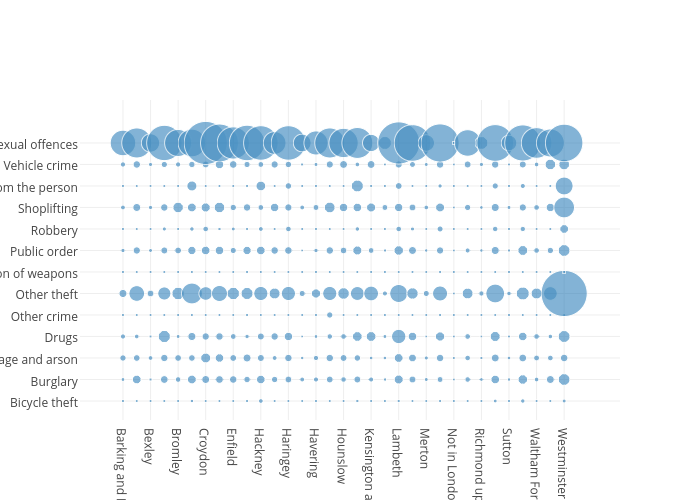 exual offences
Vehicle crime
om the person
Shoplifting
Robbery
Public order
on of weapons
Other theft
Other crime
Drugs
age and arson
Burglary
Bicycle theft
Barking and
Bexley
Bromley
Croydon
Enfield
Hackney
Haringey
Havering
Hounslow
Kensington a
Lambeth
Merton
Not in Londo
Richmond up
Sutton
Waltham For
Westminster